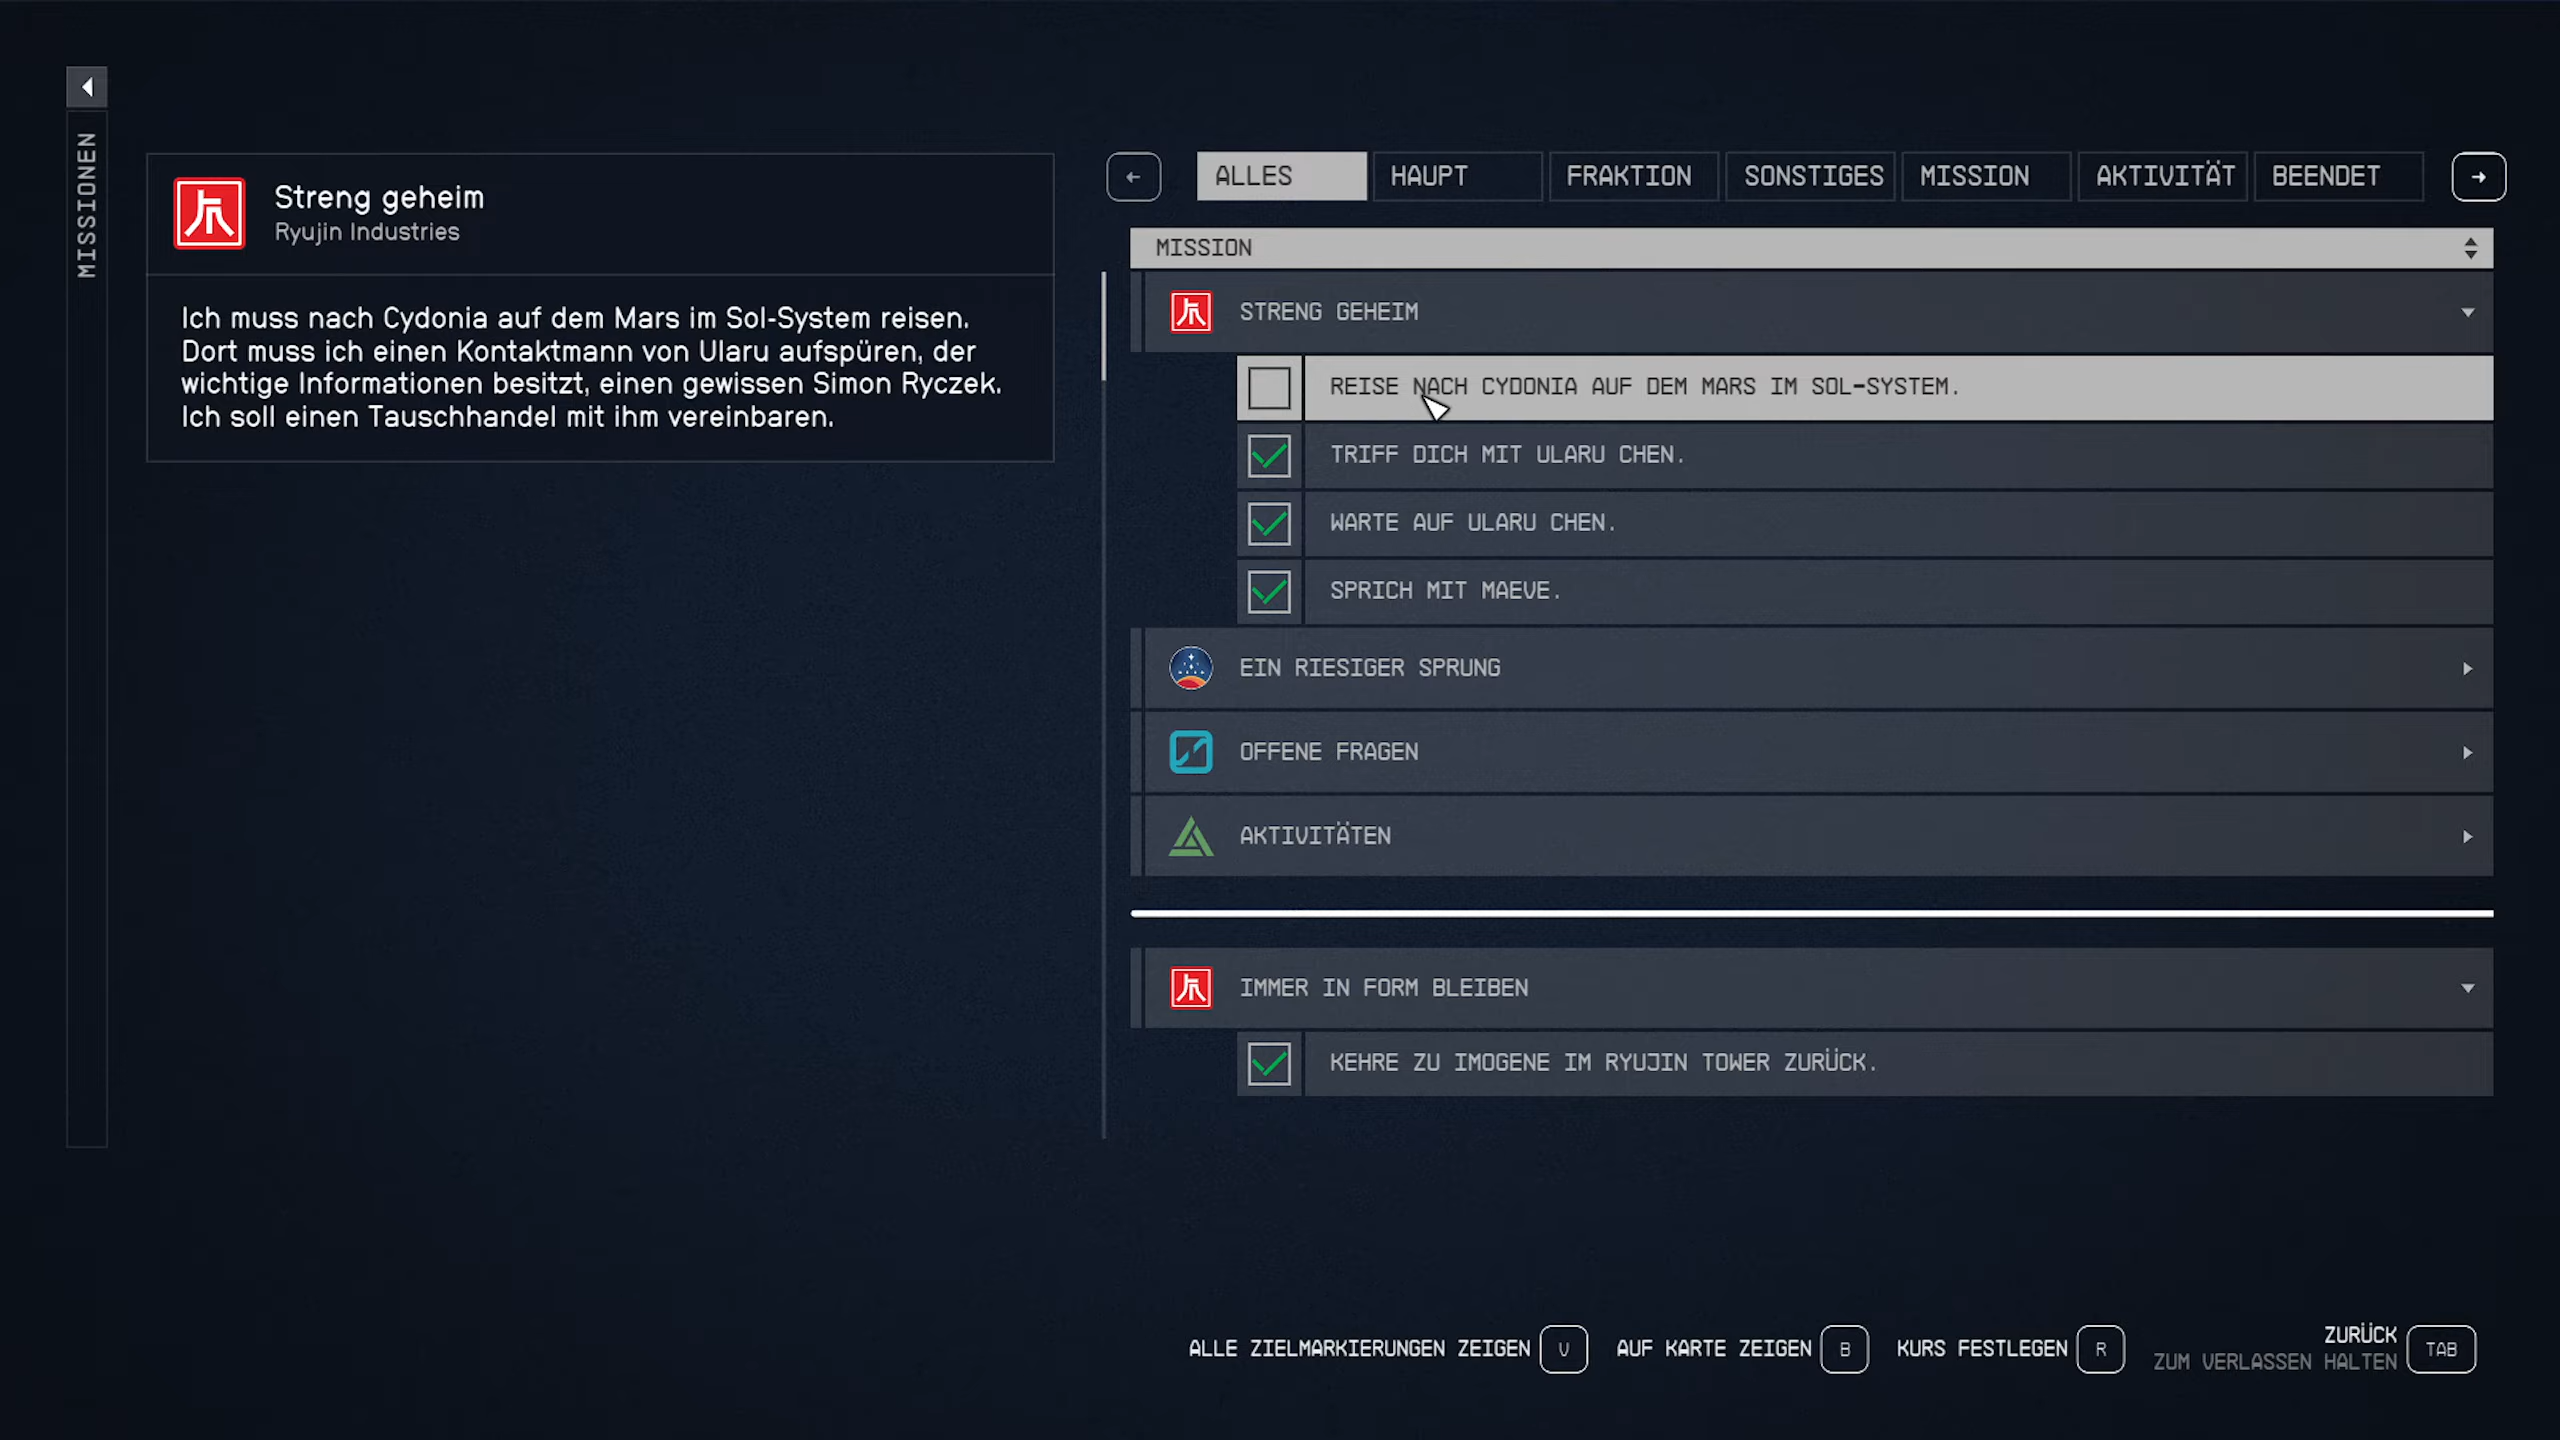 MISSIONEN
Streng geheim
Ryujin Industries
Ich muss nach Cydonia auf dem Mars im Sol-System reisen.
Dort muss ich einen Kontaktmann von Ularu aufspüren, der
wichtige Informationen besitzt, einen gewissen Simon Ryczek.
Ich soll einen Tauschhandel mit ihm vereinbaren.
ALLES HAUPT FRAKTION SONSTIGES MISSION AKTIVITÄT BEENDET
MISSION
STRENG GEHEIM
REISE NACH CYDONIA AUF DEM MARS IM SOL-SYSTEM.
TRIFF DICH MIT ULARU CHEN.
WARTE AUF ULARU CHEN.
SPRICH MIT MAEVE.
EIN RIESIGER SPRUNG
OFFENE FRAGEN
AKTIVITÄTEN
IMMER IN FORM BLEIBEN
KEHRE ZU IMOGENE IM RYUJIN TOWER ZURÜCK.
ALLE ZIELMARKIERUNGEN ZEIGEN V AUF KARTE ZEIGEN B KURS FESTLEGEN R ZURÜCK TAB
ZUM VERLASSEN HALTEN